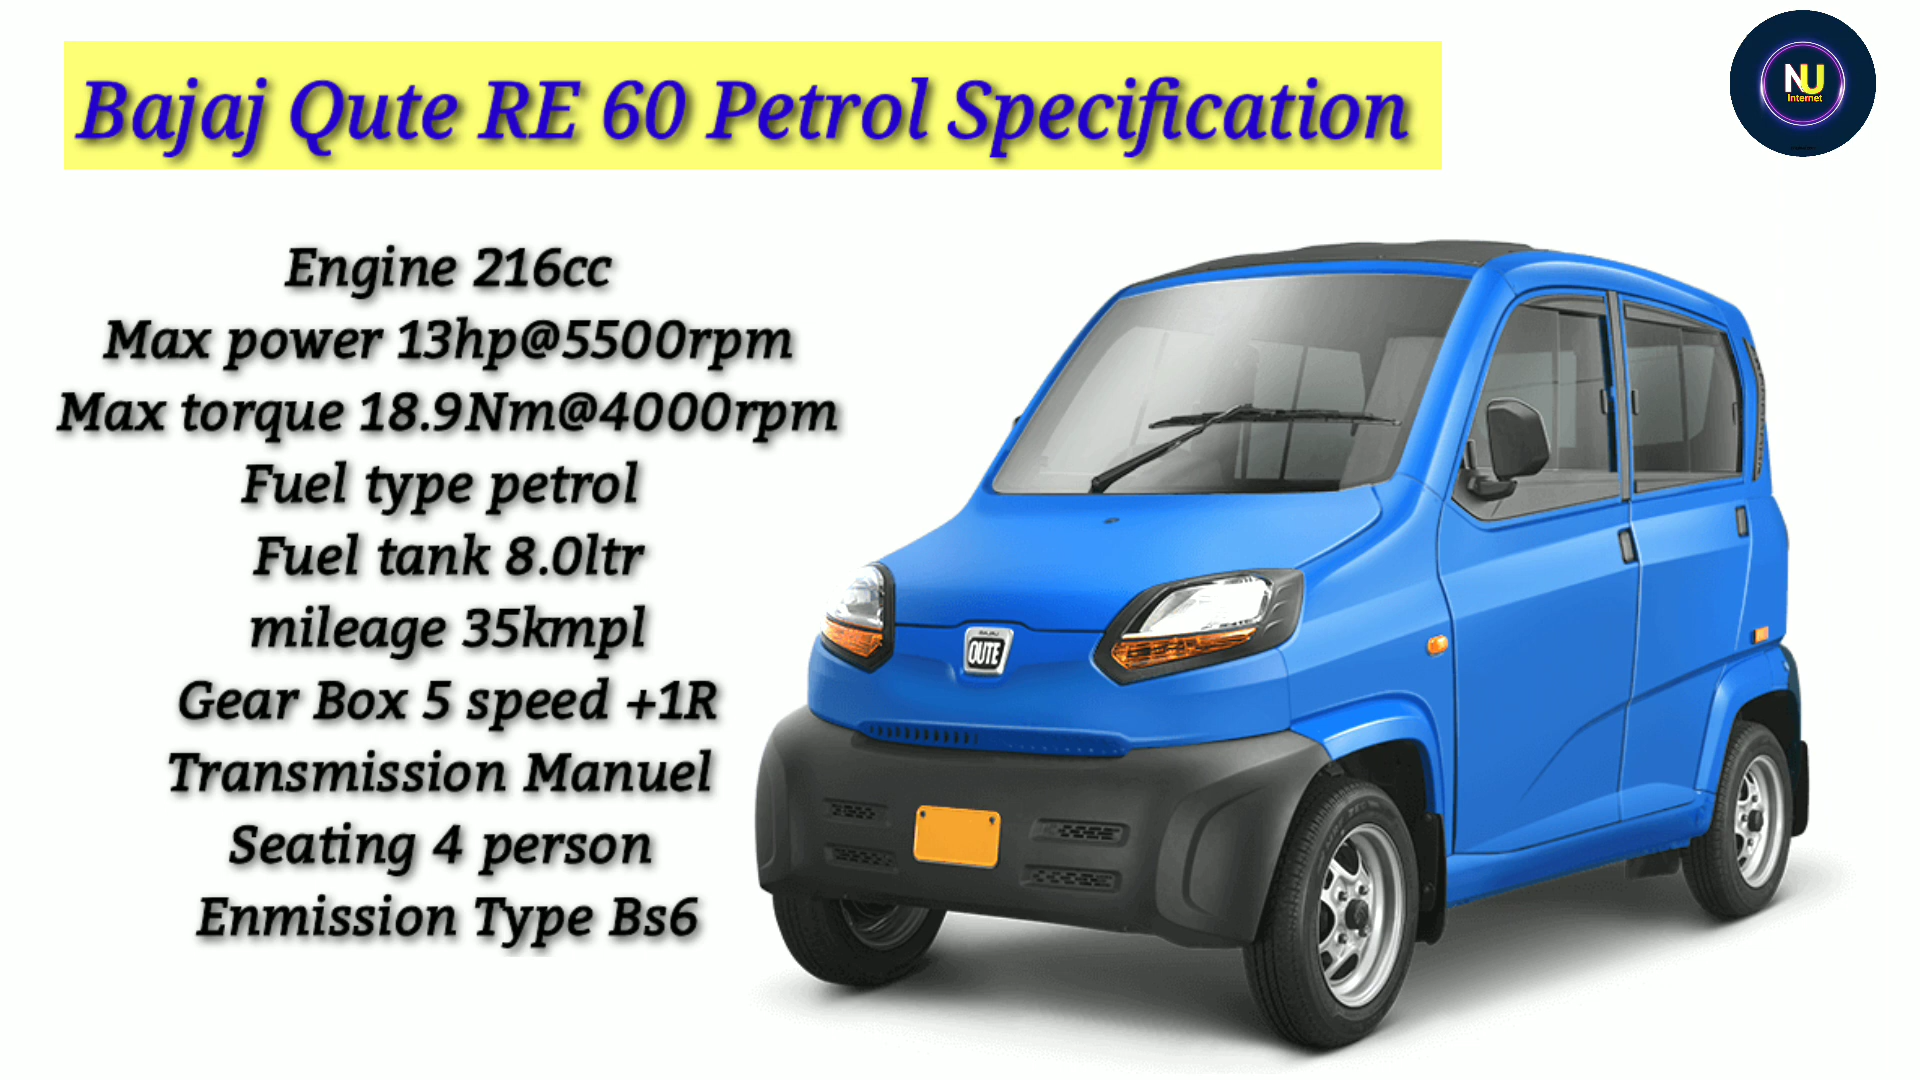 Bajaj Qute RE 60 Petrol Specification
NU
Internet
Engine 216cc
Max power 13hp@5500rpm
Max torque 18.9Nm@4000rpm
Fuel type petrol
Fuel tank 8.0ltr
mileage 35kmpl
Gear Box 5 speed +1R
Transmission Manuel
Seating 4 person
Enmission Type Bs6
BAJAJ
QUTE